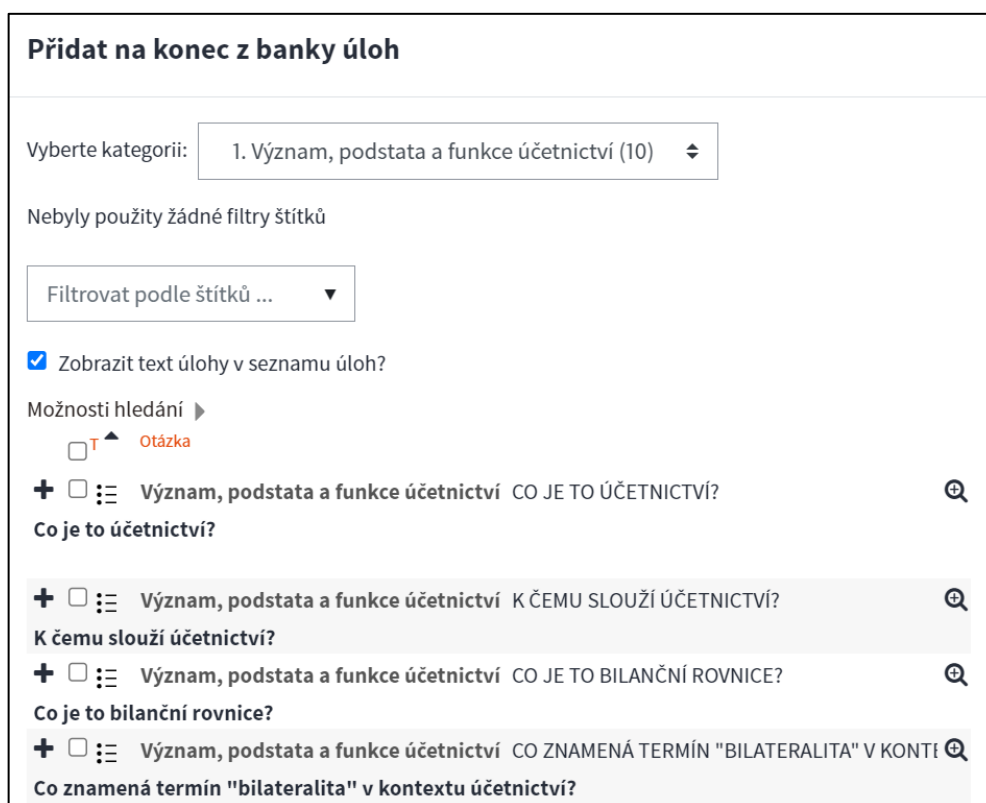 Přidat na konec z banky úloh
Vyberte kategorii: 1. Význam, podstata a funkce účetnictví (10)
Nebyly použity žádné filtry štítků
Filtrovat podle štítků ... ▼
Zobrazit text úlohy v seznamu úloh?
Možnosti hledání
T Otázka
Význam, podstata a funkce účetnictví CO JE TO ÚČETNICTVÍ?
Co je to účetnictví?
Význam, podstata a funkce účetnictví K ČEMU SLOUŽÍ ÚČETNICTVÍ?
K čemu slouží účetnictví?
Význam, podstata a funkce účetnictví CO JE TO BILANČNÍ ROVNICE?
Co je to bilanční rovnice?
Význam, podstata a funkce účetnictví CO ZNAMENÁ TERMÍN "BILATERALITA" V KONTE
Co znamená termín "bilateralita" v kontextu účetnictví?